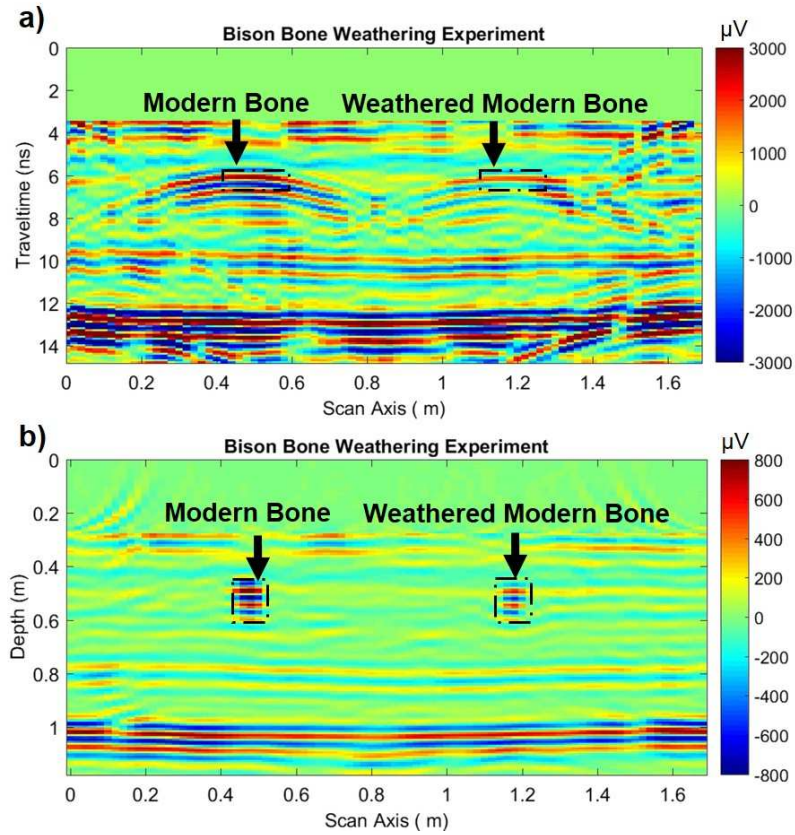 a)
Bison Bone Weathering Experiment
µV
Modern Bone
Weathered Modern Bone
Traveltime (ns)
0
2
4
6
8
10
12
14
0 0.2 0.4 0.6 0.8 1 1.2 1.4 1.6
Scan Axis ( m)
3000
2000
1000
0
-1000
-2000
-3000
b)
Bison Bone Weathering Experiment
µV
Modern Bone
Weathered Modern Bone
Depth (m)
0
0.2
0.4
0.6
0.8
1
0 0.2 0.4 0.6 0.8 1 1.2 1.4 1.6
Scan Axis ( m)
800
600
400
200
0
-200
-400
-600
-800